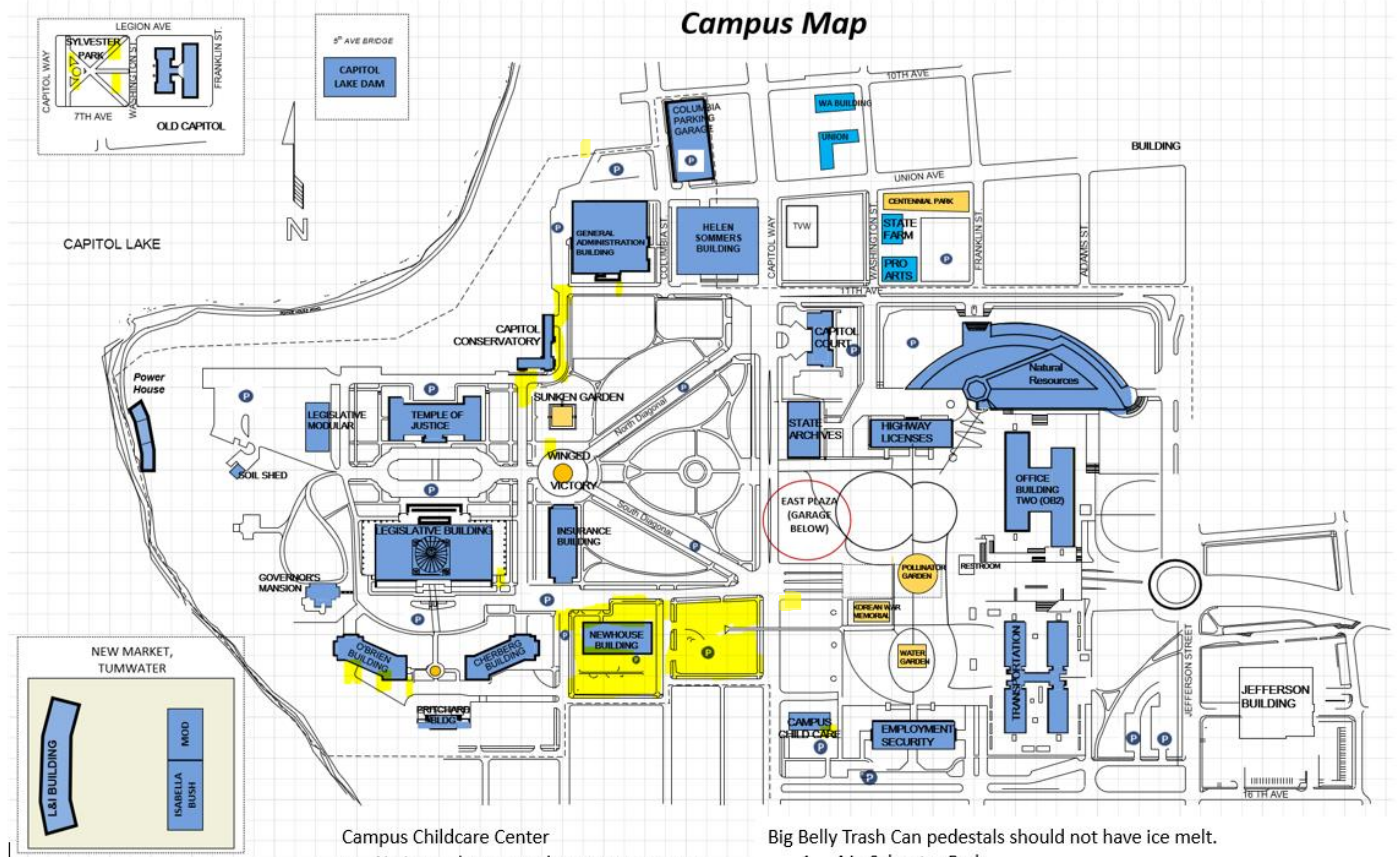 Campus Map
LEGION AVE
CAPITOL WAY
SYLVESTER
PARK
WASHINGTON ST.
FRANKLIN ST.
7TH AVE
OLD CAPITOL
5TH AVE BRIDGE
CAPITOL
LAKE DAM
N
CAPITOL LAKE
10TH AVE
COLUMBIA
PARKING
GARAGE
P
WA BUILDING
UNION
BUILDING
P
UNION AVE
CENTENNIAL PARK
GENERAL
ADMINISTRATION
BUILDING
P
COLUMBIA ST.
HELEN
SOMMERS
BUILDING
CAPITOL WAY
TVW
WASHINGTON ST.
STATE
FARM
PRO
ARTS
P
FRANKLIN ST.
ADAMS ST.
11TH AVE
CAPITOL
CONSERVATORY
CAPITOL
COURT
P
P
Natural
Resources
Power
House
P
LEGISLATIVE
MODULAR
P
TEMPLE OF
JUSTICE
SUNKEN GARDEN
North Diagonal
P
STATE
ARCHIVES
HIGHWAY
LICENSES
SOIL SHED
P
WINGED
VICTORY
South Diagonal
P
EAST PLAZA
(GARAGE
BELOW)
OFFICE
BUILDING
TWO (OB2)
LEGISLATIVE BUILDING
INSURANCE
BUILDING
GOVERNOR'S
MANSION
POLLINATOR
GARDEN
RESTROOM
P
P
KOREAN WAR
MEMORIAL
O'BRIEN
BUILDING
CHERBERG
BUILDING
P
NEWHOUSE
BUILDING
P
P
WATER
GARDEN
TRANSPORTATION
JEFFERSON STREET
JEFFERSON
BUILDING
PRITCHARD
BLDG
CAMPUS
CHILD CARE
P
EMPLOYMENT
SECURITY
P
P
P
16 TH AVE
NEW MARKET,
TUMWATER
L&I BUILDING
MOD
ISABELLA
BUSH
Campus Childcare Center
Big Belly Trash Can pedestals should not have ice melt.